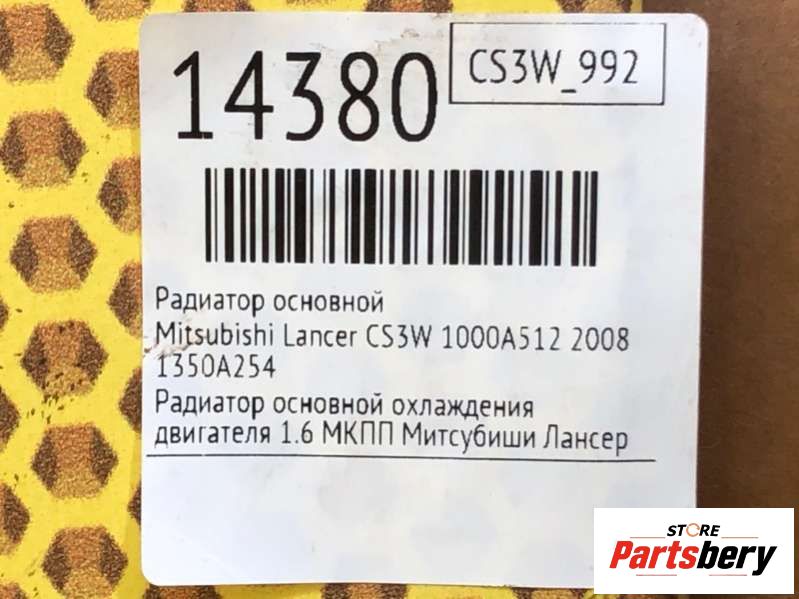 14380
CS3W_992
Радиатор основной
Mitsubishi Lancer CS3W 1000A512 2008
1350A254
Радиатор основной охлаждения
двигателя 1.6 МКПП Митсубиши Лансер
STORE
Partsbery